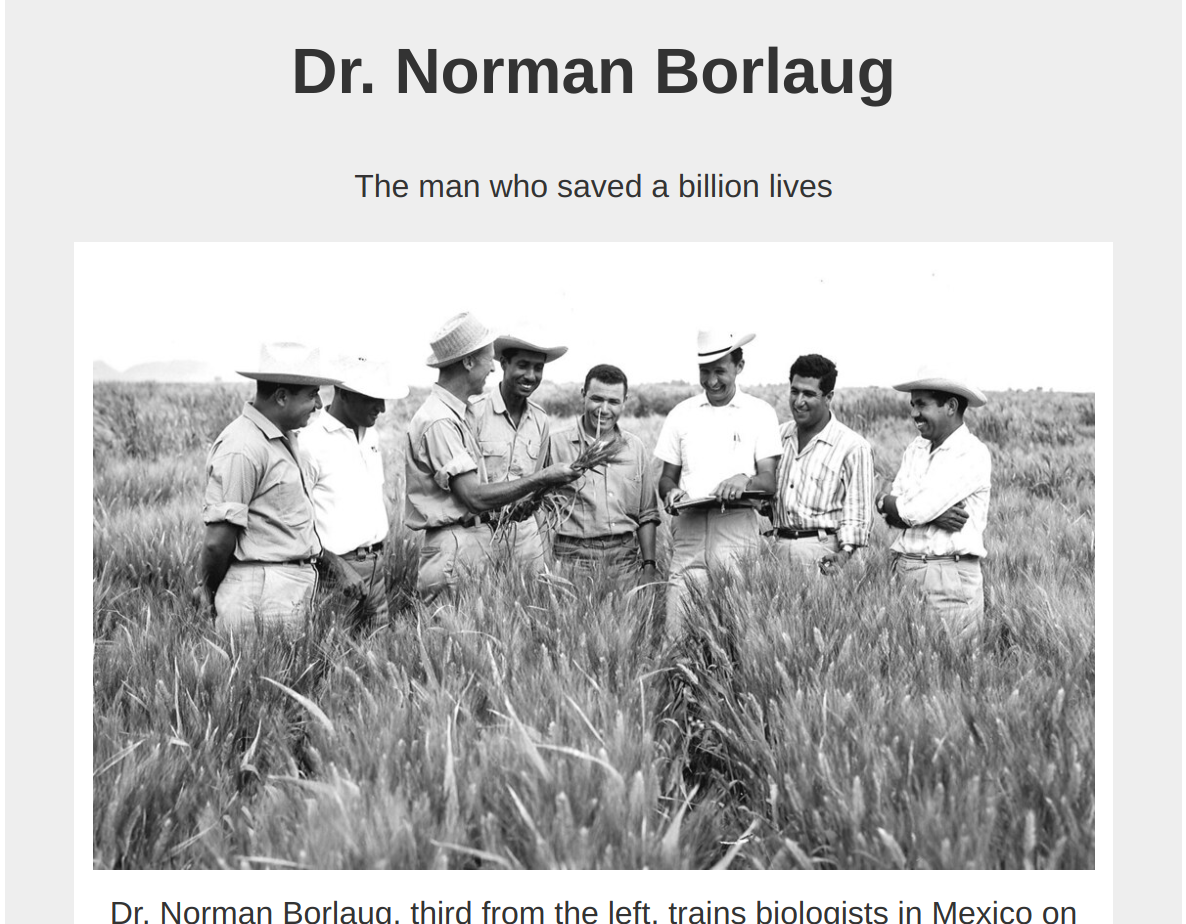 Dr. Norman Borlaug
The man who saved a billion lives
Dr. Norman Borlaug, third from the left, trains biologists in Mexico on